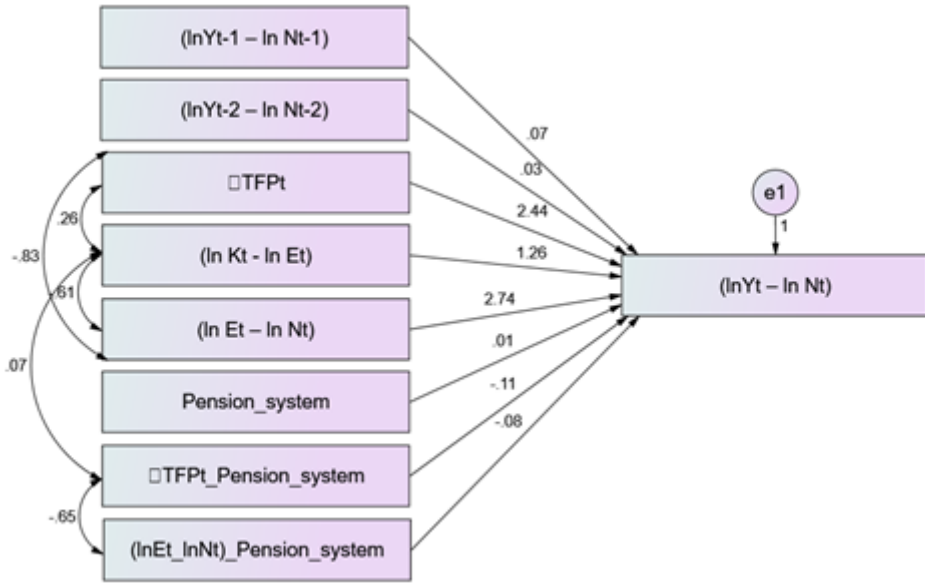 (lnYt-1 – ln Nt-1)
(lnYt-2 – ln Nt-2)
□TFPt
(ln Kt - ln Et)
(ln Et – ln Nt)
Pension_system
□TFPt_Pension_system
(lnEt_lnNt)_Pension_system
.26
-.83
.61
.07
-.65
.07
.03
2.44
1.26
2.74
.01
-.11
-.08
e1
1
(lnYt – ln Nt)